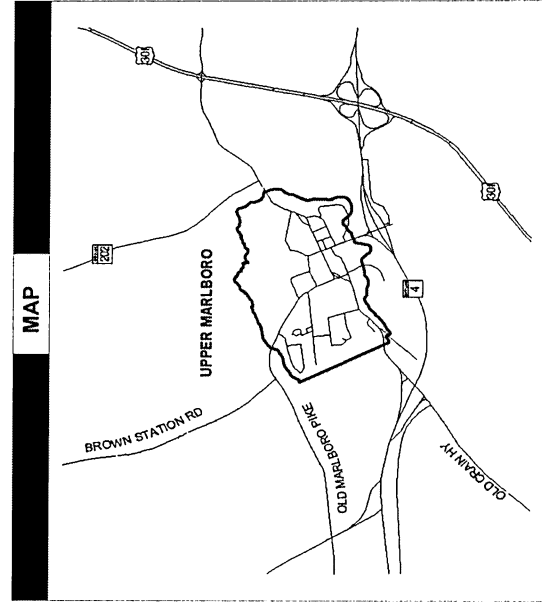 MAP
UPPER MARLBORO
BROWN STATION RD
OLD MARLBORO PIKE
OLD CRAIN HY
202
4
301
301